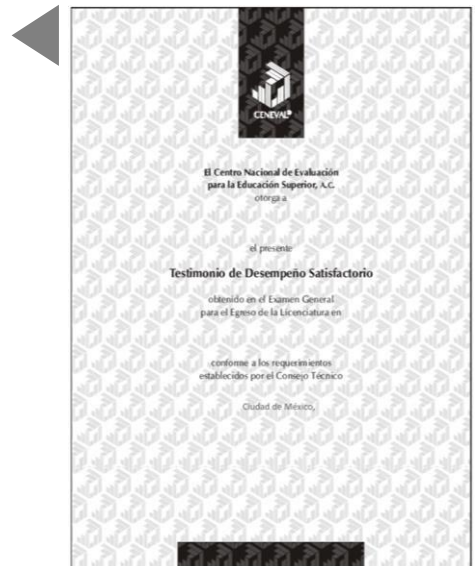 CENEVAL®
El Centro Nacional de Evaluación
para la Educación Superior, A.C.
otorga a
el presente
Testimonio de Desempeño Satisfactorio
obtenido en el Examen General
para el Egreso de la Licenciatura en
conforme a los requerimientos
establecidos por el Consejo Técnico
Ciudad de México,